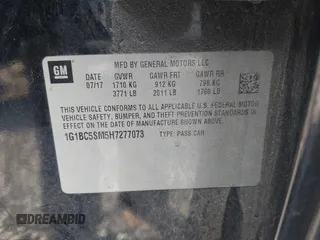 GM
MFD BY GENERAL MOTORS LLC
DATE GVWR GAWR FRT GAWR RR
07/17 1710 KG 912 KG 798 KG
3771 LB 2011 LB 1760 LB
THIS VEHICLE CONFORMS TO ALL APPLICABLE U.S. FEDERAL MOTOR
VEHICLE SAFETY, BUMPER, AND THEFT PREVENTION STANDARDS IN
EFFECT ON THE DATE OF MANUFACTURE SHOWN ABOVE.
1G1BC5SM5H7277073 TYPE: PASS CAR
DREAMBID